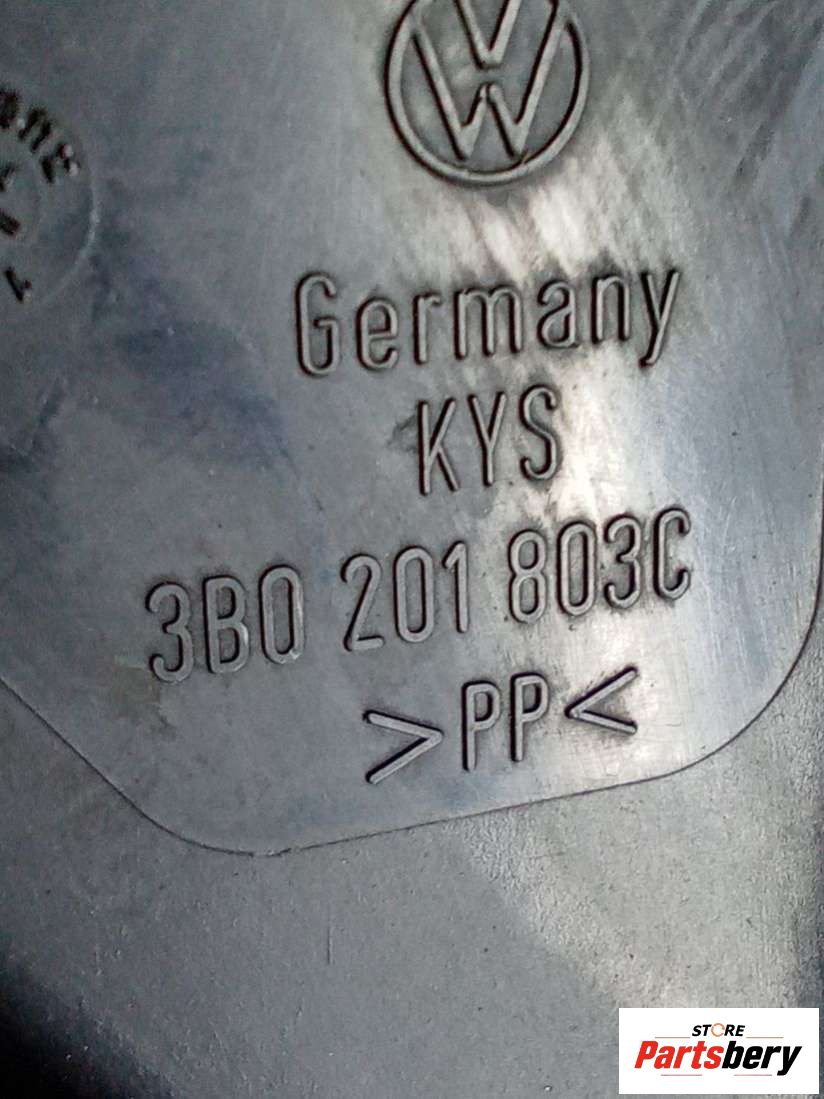 Germany
KYS
3B0 201 803C
>PP<
STORE
Partsbery